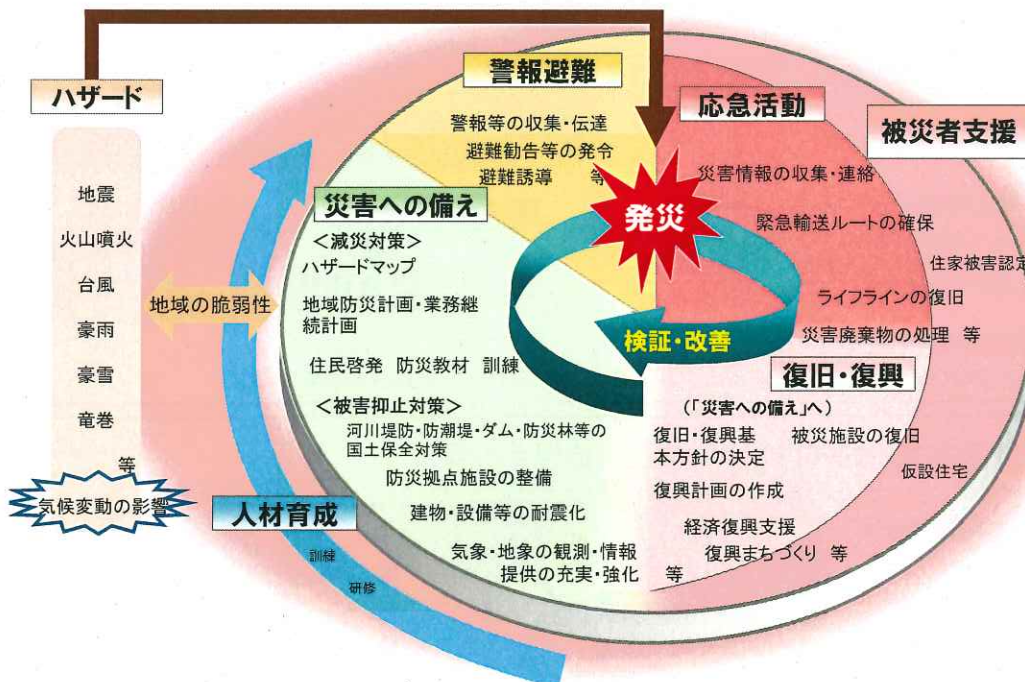 ハザード
地震
火山噴火
台風
豪雨
豪雪
竜巻
等
気候変動の影響
地域の脆弱性
警報避難
警報等の収集・伝達
避難勧告等の発令
避難誘導 等
発災
応急活動
災害情報の収集・連絡
緊急輸送ルートの確保
ライフラインの復旧
災害廃棄物の処理 等
被災者支援
住家被害認定
仮設住宅
災害への備え
<減災対策>
ハザードマップ
地域防災計画・業務継
続計画
住民啓発 防災教材 訓練
<被害抑止対策>
河川堤防・防潮堤・ダム・防災林等の
国土保全対策
防災拠点施設の整備
建物・設備等の耐震化
気象・地象の観測・情報
提供の充実・強化 等
検証・改善
復旧・復興
(「災害への備え」へ)
復旧・復興基
本方針の決定
被災施設の復旧
復興計画の作成
経済復興支援
復興まちづくり 等
人材育成
訓練
研修